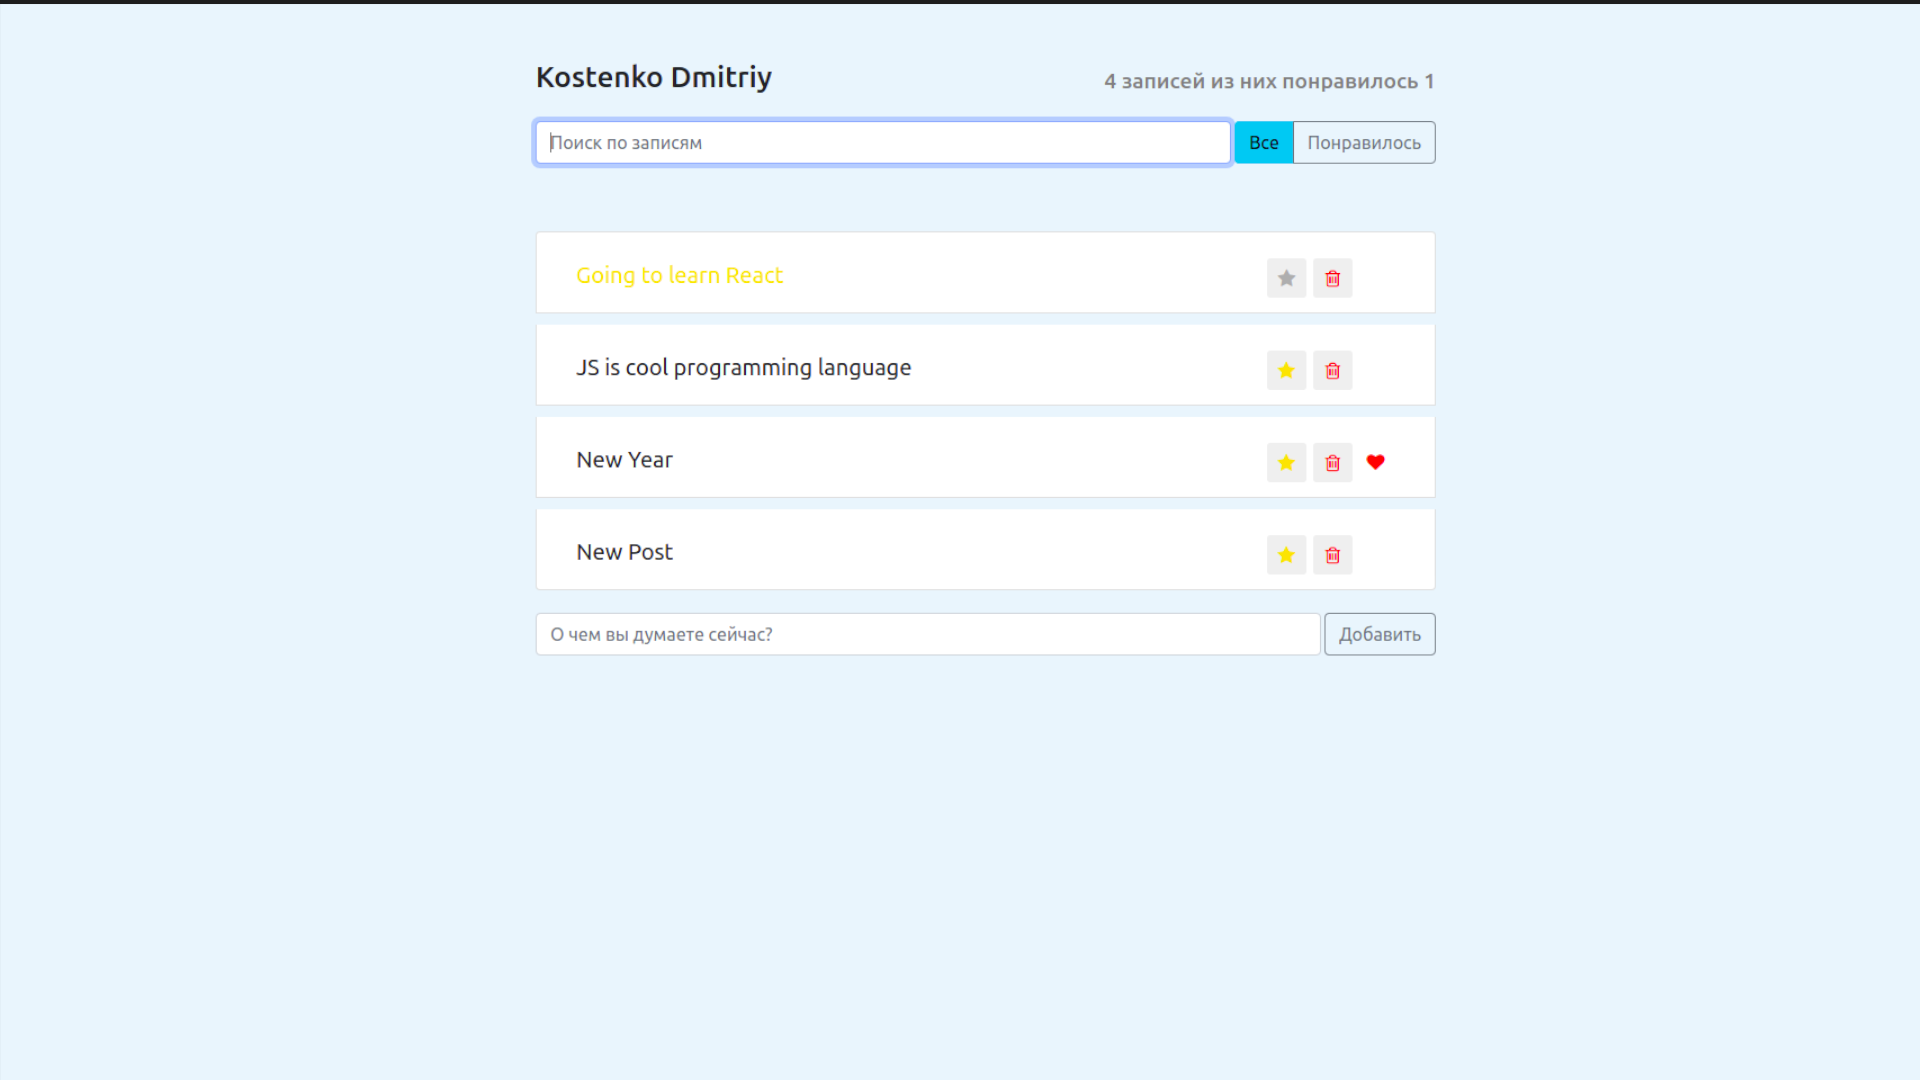 Kostenko Dmitriy
4 записей из них понравилось 1
Поиск по записям
Все
Понравилось
Going to learn React
JS is cool programming language
New Year
New Post
О чем вы думаете сейчас?
Добавить